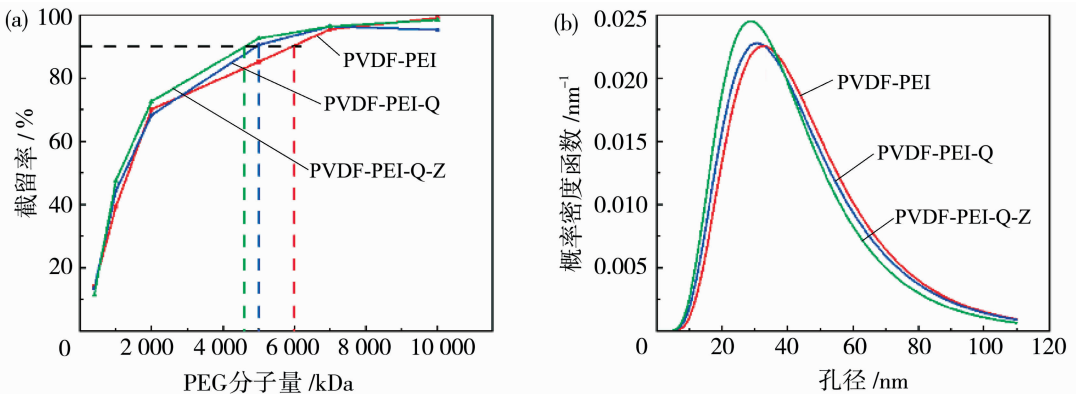 (a)
100
90
80
60
40
20
0
2 000
4 000
6 000
8 000
10 000
截留率 / %
PEG分子量 /kDa
PVDF-PEI
PVDF-PEI-Q
PVDF-PEI-Q-Z
(b)
0.025
0.020
0.015
0.010
0.005
0
20
40
60
80
100
120
概率密度函数 /nm⁻¹
孔径 /nm
PVDF-PEI
PVDF-PEI-Q
PVDF-PEI-Q-Z